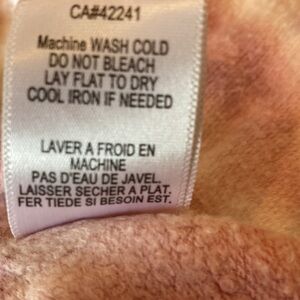 CA#42241
Machine WASH COLD
DO NOT BLEACH
LAY FLAT TO DRY
COOL IRON IF NEEDED
LAVER A FROID EN
MACHINE
PAS D'EAU DE JAVEL.
LAISSER SECHER A PLAT.
FER TIEDE SI BESOIN EST.